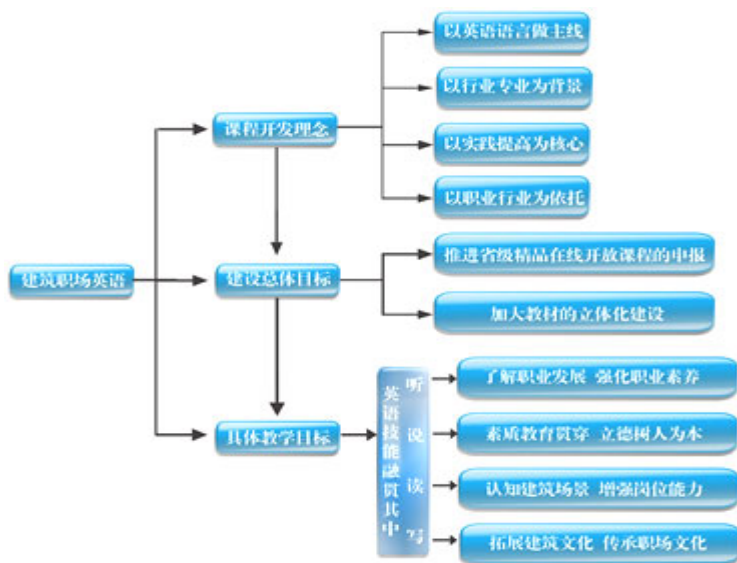 建筑职场英语
课程开发理念
以英语语言做主线
以行业专业为背景
以实践提高为核心
以职业行业为依托
建设总体目标
推进省级精品在线开放课程的申报
加大教材的立体化建设
具体教学目标
英语技能融贯其中
听
说
读
写
了解职业发展 强化职业素养
素质教育贯穿 立德树人为本
认知建筑场景 增强岗位能力
拓展建筑文化 传承职场文化